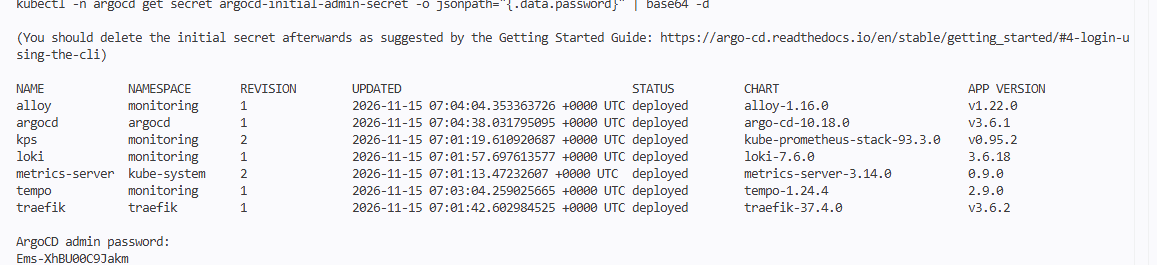 kubectl -n argocd get secret argocd-initial-admin-secret -o jsonpath="{.data.password}" | base64 -d
(You should delete the initial secret afterwards as suggested by the Getting Started Guide: https://argo-cd.readthedocs.io/en/stable/getting_started/#4-login-u
sing-the-cli)
NAME NAMESPACE REVISION UPDATED STATUS CHART APP VERSION
alloy monitoring 1 2026-11-15 07:04:04.353363726 +0000 UTC deployed alloy-1.16.0 v1.22.0
argocd argocd 1 2026-11-15 07:04:38.031795095 +0000 UTC deployed argo-cd-10.18.0 v3.6.1
kps monitoring 2 2026-11-15 07:01:19.610920687 +0000 UTC deployed kube-prometheus-stack-93.3.0 v0.95.2
loki monitoring 1 2026-11-15 07:01:57.697613577 +0000 UTC deployed loki-7.6.0 3.6.18
metrics-server kube-system 2 2026-11-15 07:01:13.47232607 +0000 UTC deployed metrics-server-3.14.0 0.9.0
tempo monitoring 1 2026-11-15 07:03:04.259025665 +0000 UTC deployed tempo-1.24.4 2.9.0
traefik traefik 1 2026-11-15 07:01:42.602984525 +0000 UTC deployed traefik-37.4.0 v3.6.2
ArgoCD admin password:
Ems-XhBU00C9Jakm